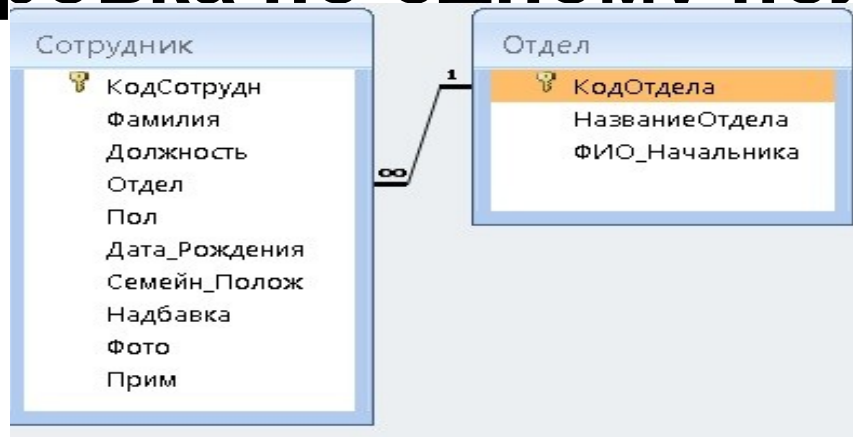 Сотрудник
КодСотрудн
Фамилия
Должность
Отдел
Пол
Дата_Рождения
Семейн_Полож
Надбавка
Фото
Прим
1
∞
Отдел
КодОтдела
НазваниеОтдела
ФИО_Начальника